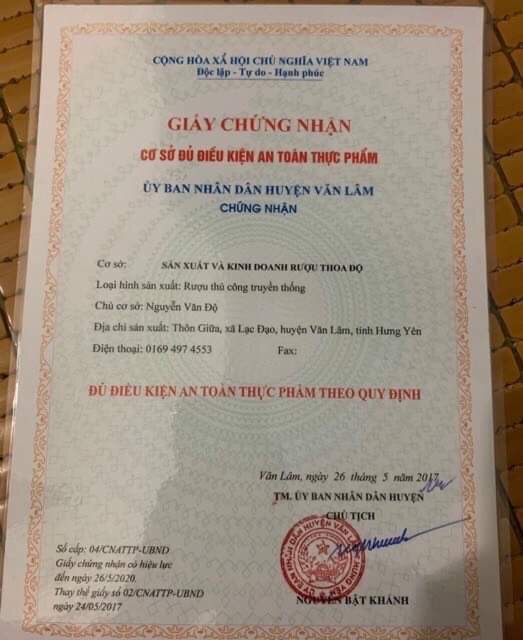 CỘNG HÒA XÃ HỘI CHỦ NGHĨA VIỆT NAM
Độc lập - Tự do - Hạnh phúc
GIẤY CHỨNG NHẬN
CƠ SỞ ĐỦ ĐIỀU KIỆN AN TOÀN THỰC PHẨM
ỦY BAN NHÂN DÂN HUYỆN VĂN LÂM
CHỨNG NHẬN
Cơ sở: SẢN XUẤT VÀ KINH DOANH RƯỢU THOA ĐỘ
Loại hình sản xuất: Rượu thủ công truyền thống
Chủ cơ sở: Nguyễn Văn Độ
Địa chỉ sản xuất: Thôn Giữa, xã Lạc Đạo, huyện Văn Lâm, tỉnh Hưng Yên
Điện thoại: 0169 497 4553 Fax:
ĐỦ ĐIỀU KIỆN AN TOÀN THỰC PHẨM THEO QUY ĐỊNH
Văn Lâm, ngày 26 tháng 5 năm 2017
TM. ỦY BAN NHÂN DÂN HUYỆN
CHỦ TỊCH
Số cấp: 04/CNATTP-UBND
Giấy chứng nhận có hiệu lực
đến ngày 26/5/2020.
Thay thế giấy số 02/CNATTP-UBND
ngày 24/05/2017
NGUYỄN BẬT KHÁNH